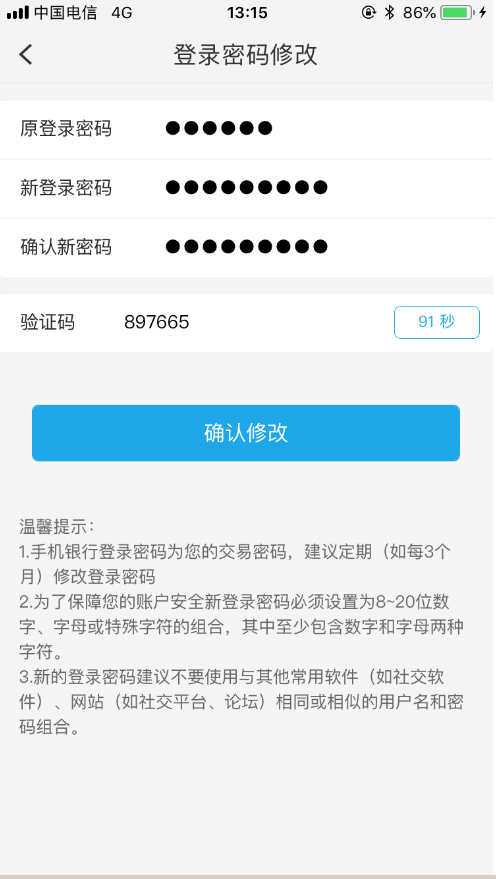 中国电信 4G 13:15 86%
登录密码修改
原登录密码 ●●●●●●
新登录密码 ●●●●●●●●●
确认新密码 ●●●●●●●●●
验证码 897665 91 秒
确认修改
温馨提示：
1.手机银行登录密码为您的交易密码，建议定期（如每3个
月）修改登录密码
2.为了保障您的账户安全新登录密码必须设置为8~20位数
字、字母或特殊字符的组合，其中至少包含数字和字母两种
字符。
3.新的登录密码建议不要使用与其他常用软件（如社交软
件）、网站（如社交平台、论坛）相同或相似的用户名和密
码组合。